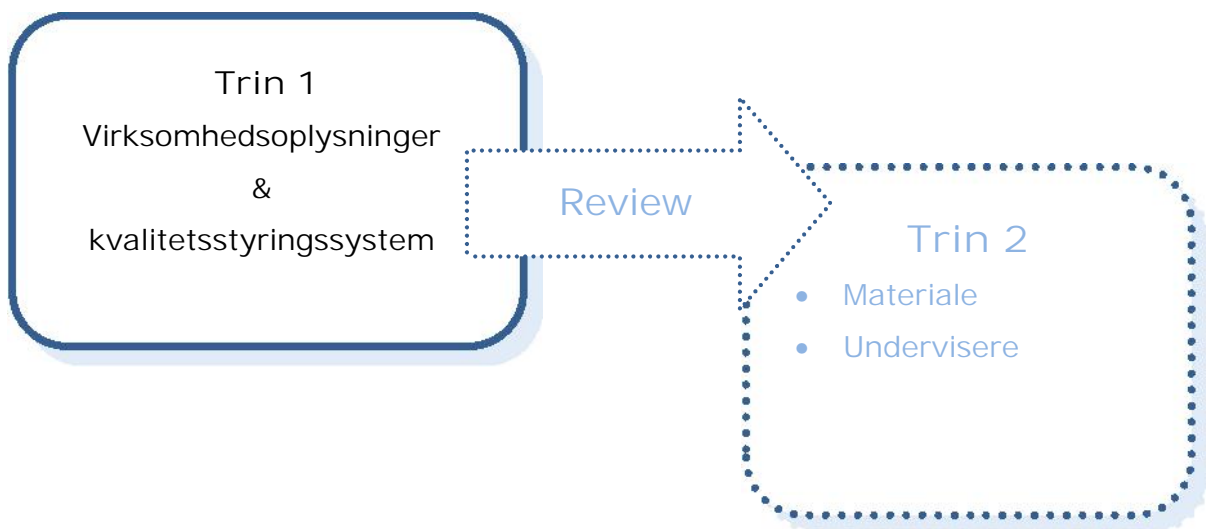 Trin 1
Virksomhedsoplysninger
&
kvalitetsstyringssystem
Review
Trin 2
• Materiale
• Undervisere